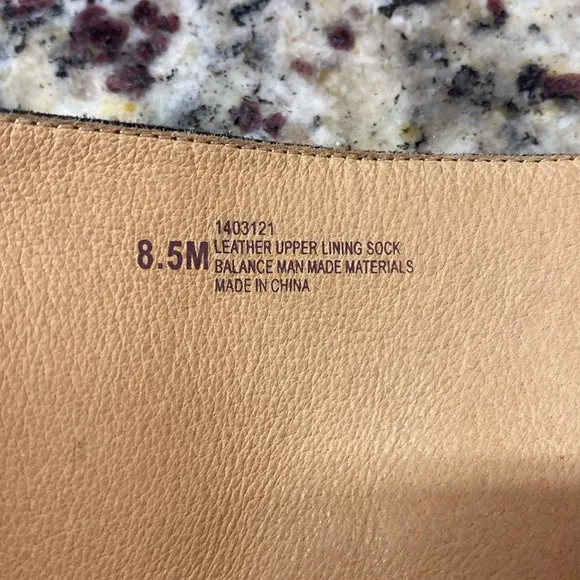 1403121
8.5M LEATHER UPPER LINING SOCK
BALANCE MAN MADE MATERIALS
MADE IN CHINA